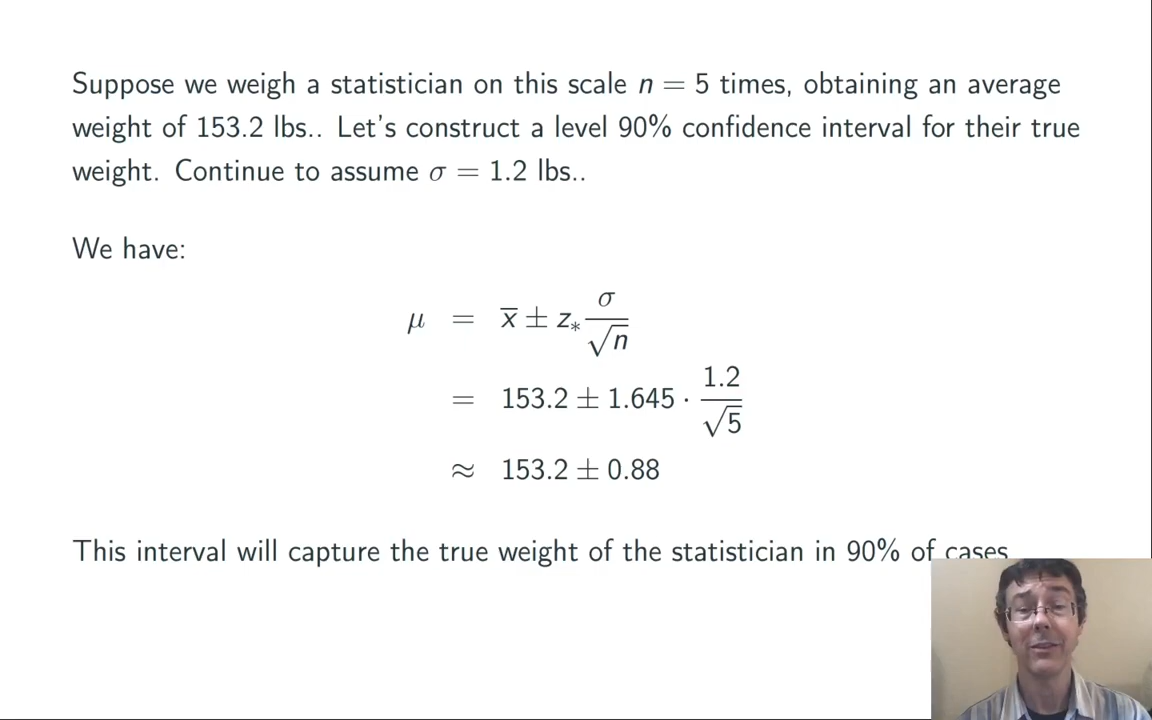 Suppose we weigh a statistician on this scale n = 5 times, obtaining an average
weight of 153.2 lbs.. Let's construct a level 90% confidence interval for their true
weight. Continue to assume σ = 1.2 lbs..
We have:
μ = x̄ ± z∗ σ/√n
= 153.2 ± 1.645 · 1.2/√5
≈ 153.2 ± 0.88
This interval will capture the true weight of the statistician in 90% of cases